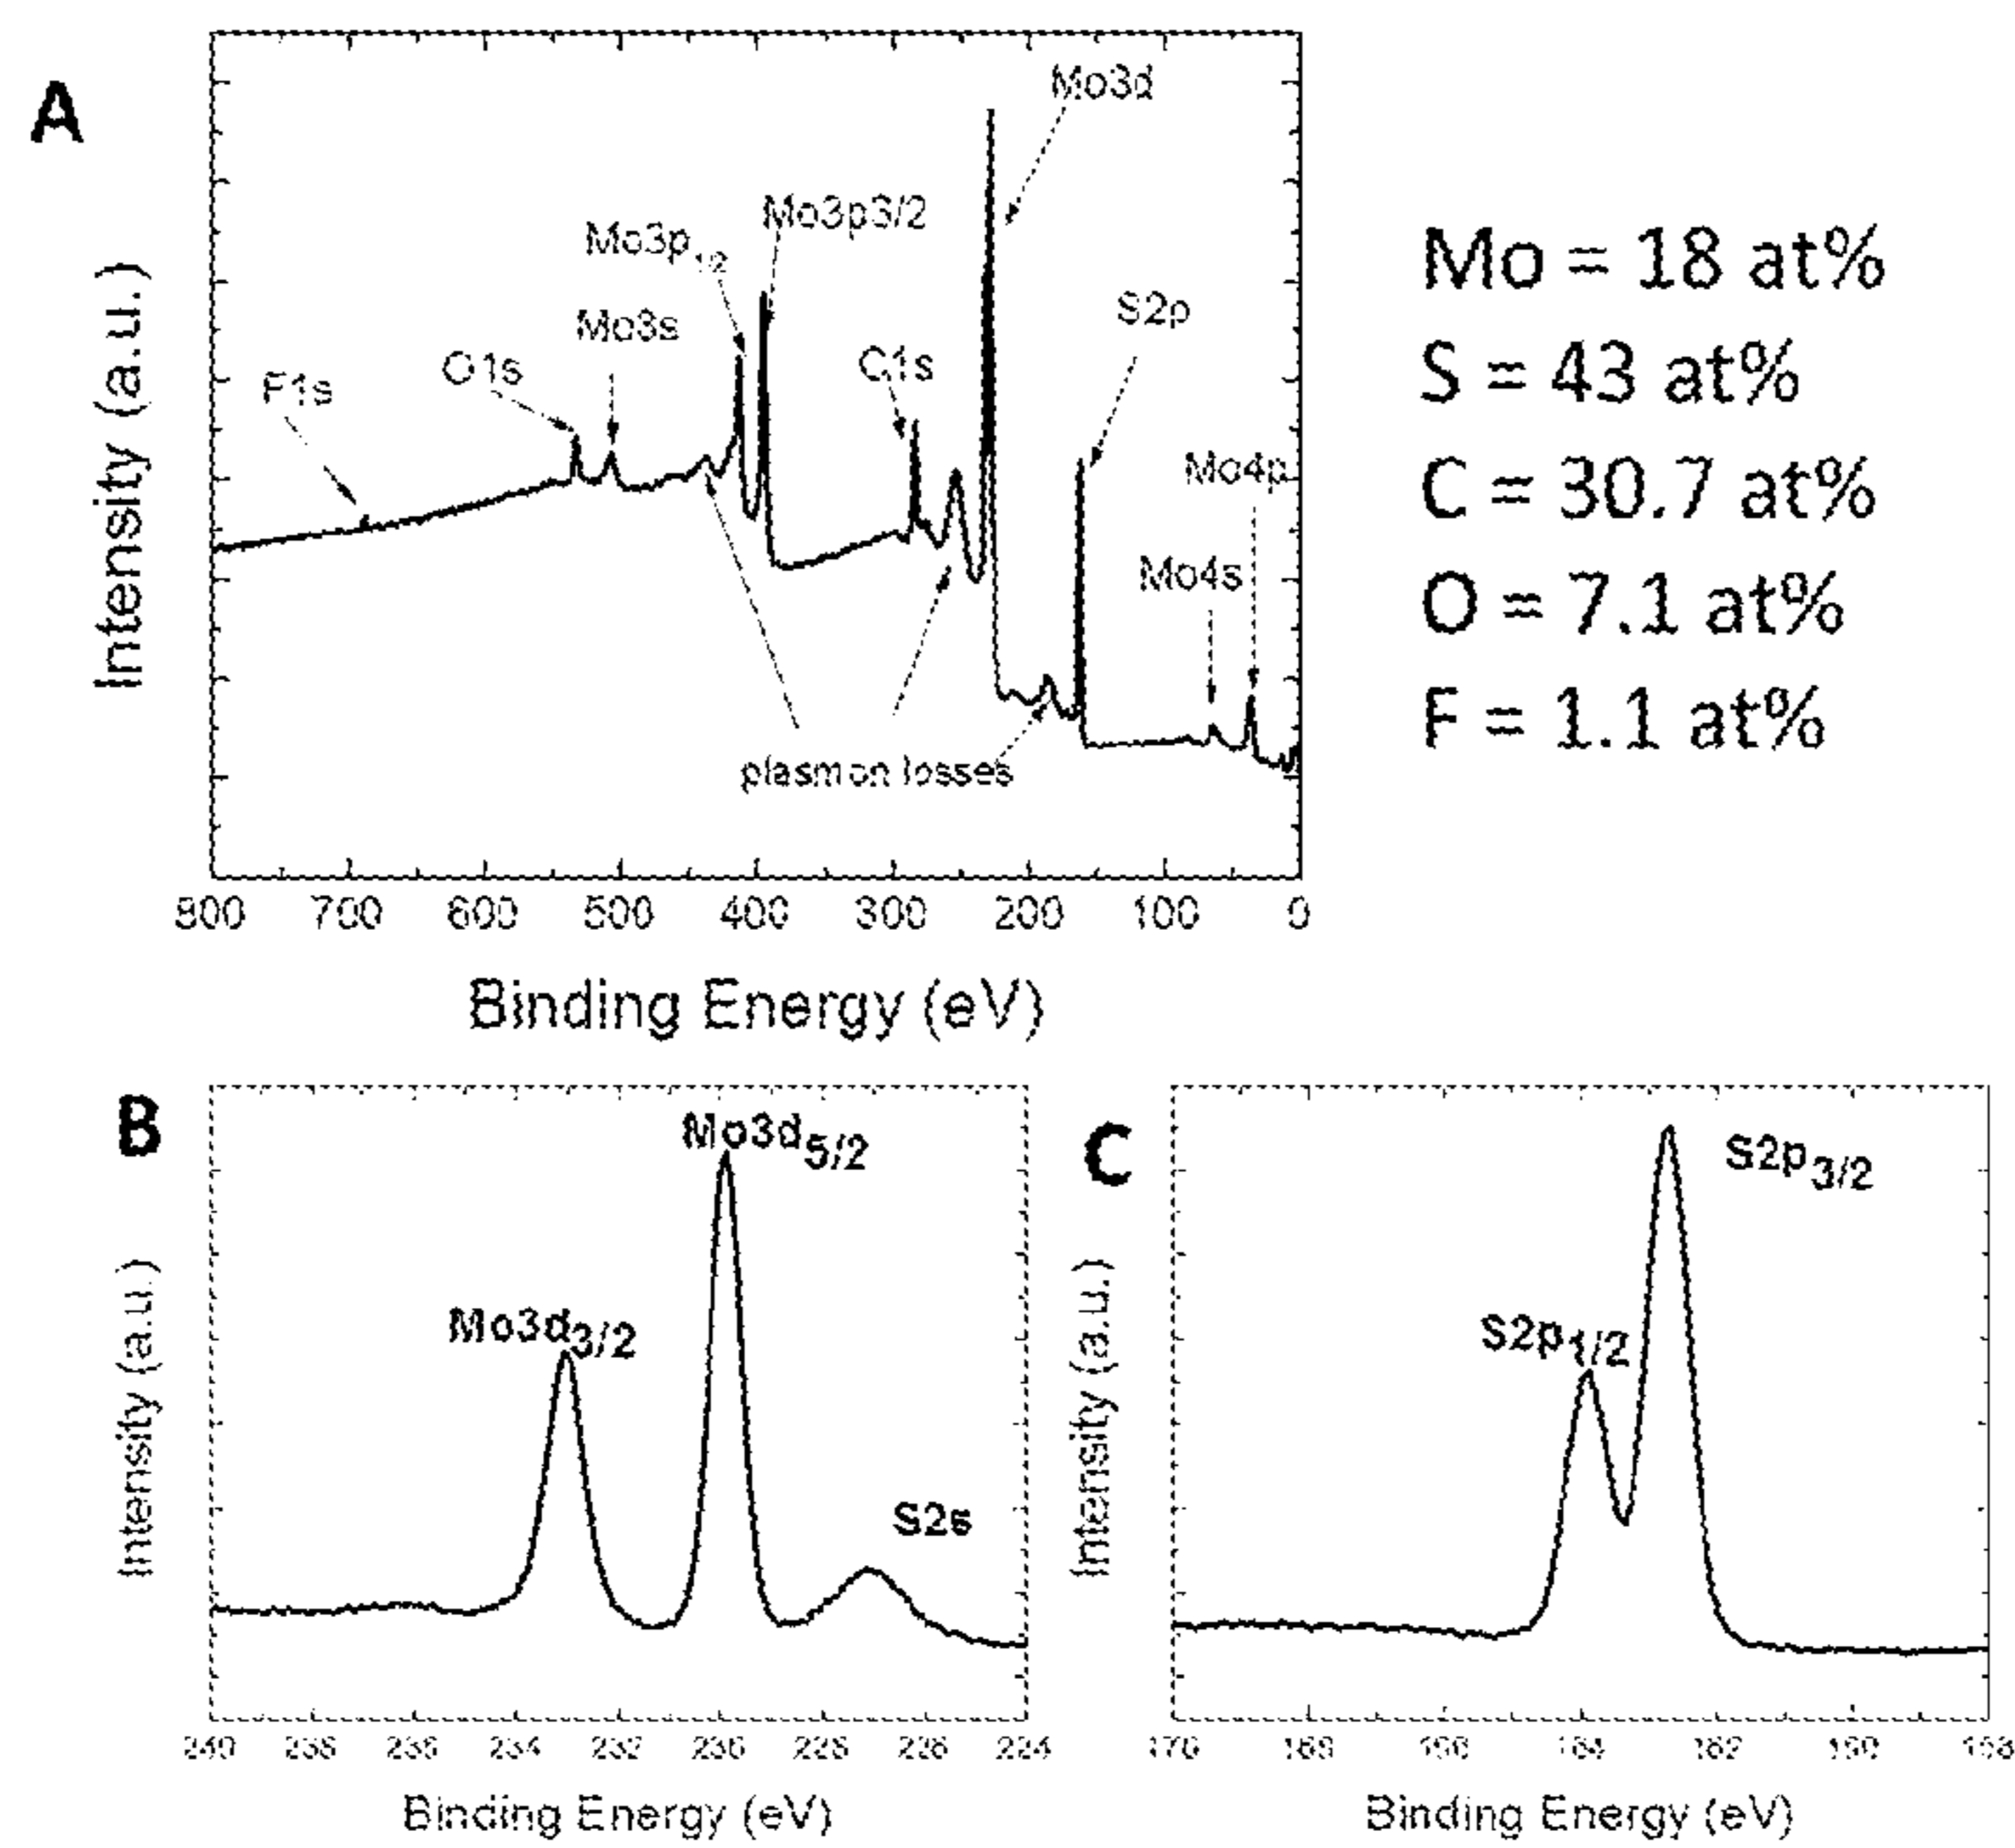 A
Mo3d
Mo3p3/2
Mo3p1/2
S2p
Mo3s
C1s
O1s
F1s
Mo4p
Mo4s
plasmon losses
Intensity (a.u.)
800 700 600 500 400 300 200 100 0
Binding Energy (eV)
Mo = 18 at%
S = 43 at%
C = 30.7 at%
O = 7.1 at%
F = 1.1 at%
B
Mo3d5/2
Mo3d3/2
S2s
Intensity (a.u.)
240 238 236 234 232 230 228 226 224
Binding Energy (eV)
C
S2p3/2
S2p1/2
Intensity (a.u.)
170 168 166 164 162 160 158
Binding Energy (eV)